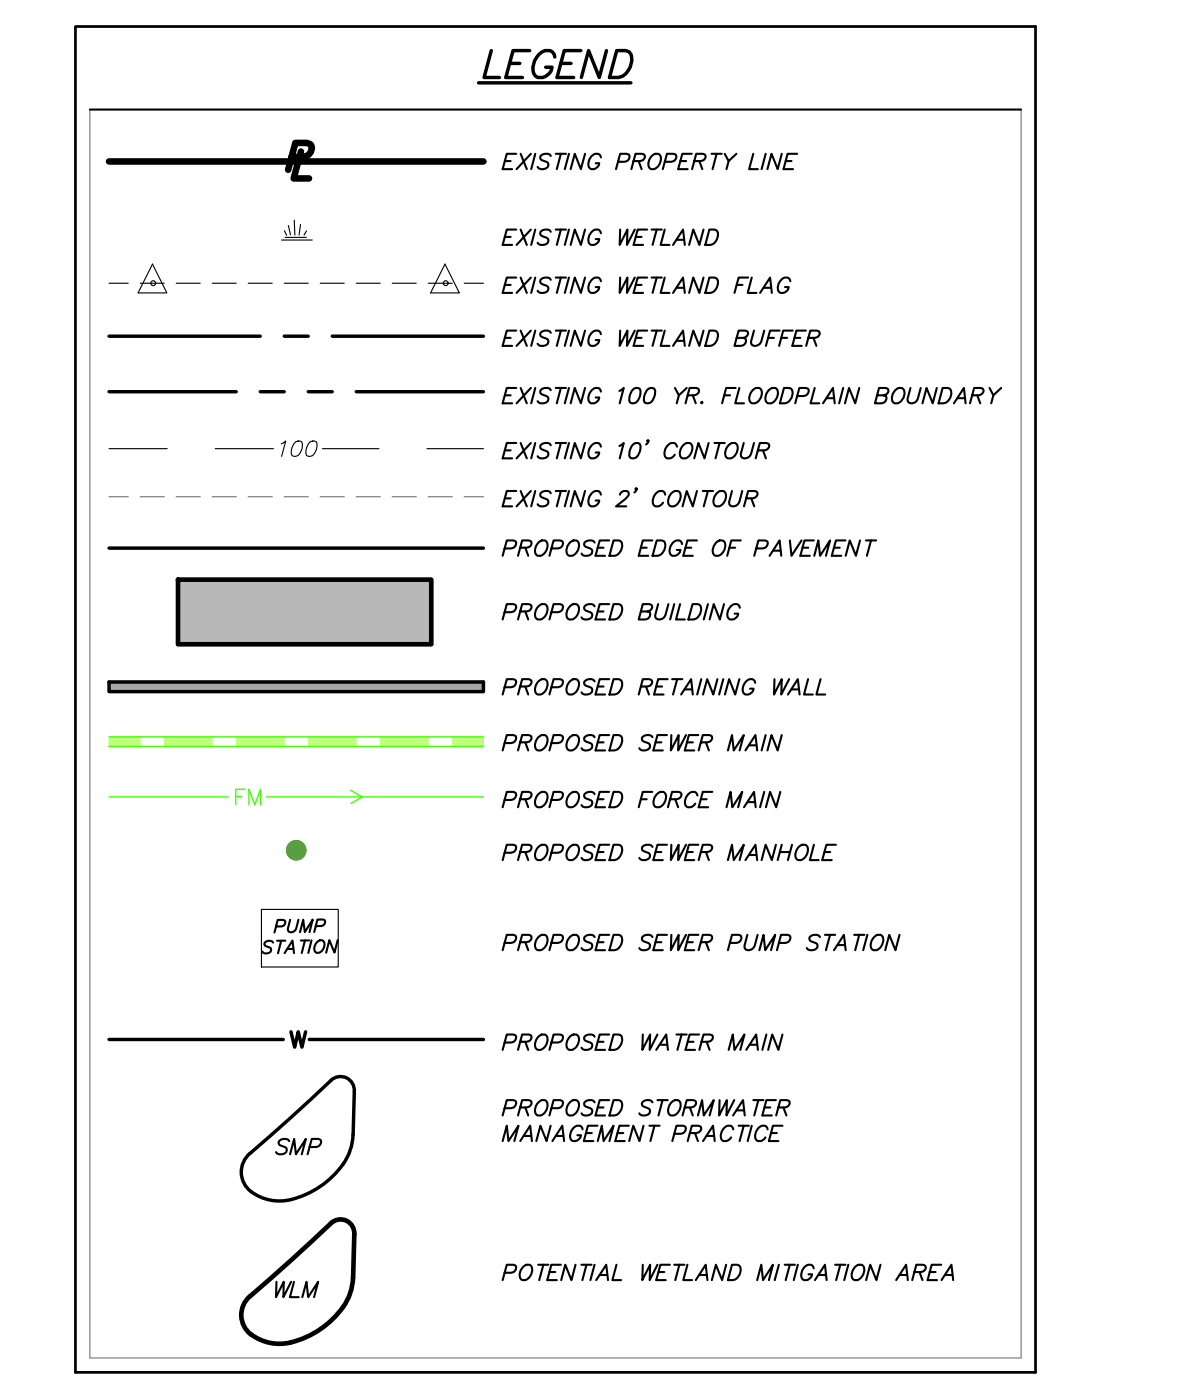 LEGEND
PL EXISTING PROPERTY LINE
EXISTING WETLAND
EXISTING WETLAND FLAG
EXISTING WETLAND BUFFER
EXISTING 100 YR. FLOODPLAIN BOUNDARY
100 EXISTING 10' CONTOUR
EXISTING 2' CONTOUR
PROPOSED EDGE OF PAVEMENT
PROPOSED BUILDING
PROPOSED RETAINING WALL
PROPOSED SEWER MAIN
FM PROPOSED FORCE MAIN
PROPOSED SEWER MANHOLE
PUMP
STATION
PROPOSED SEWER PUMP STATION
W PROPOSED WATER MAIN
PROPOSED STORMWATER
MANAGEMENT PRACTICE
SMP
POTENTIAL WETLAND MITIGATION AREA
WLM